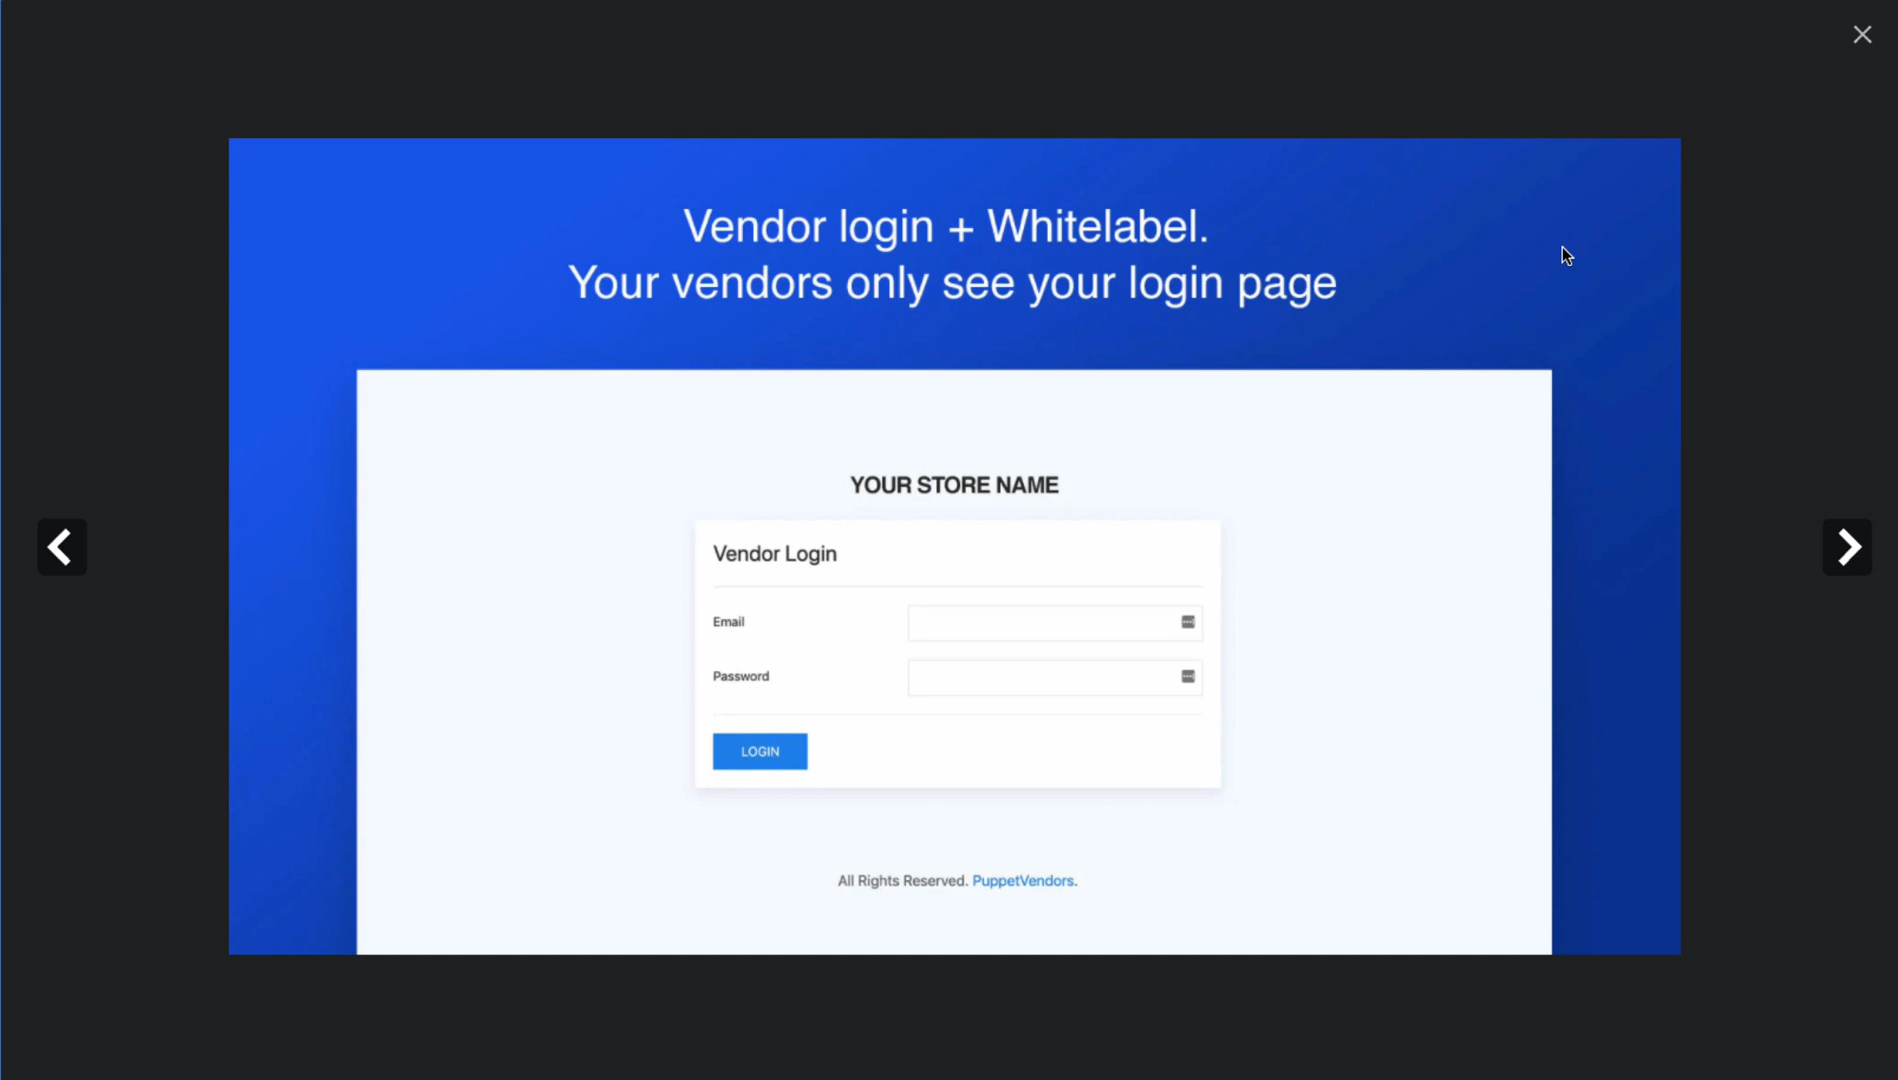 Vendor login + Whitelabel.
Your vendors only see your login page
YOUR STORE NAME
Vendor Login
Email
Password
LOGIN
All Rights Reserved. PuppetVendors.